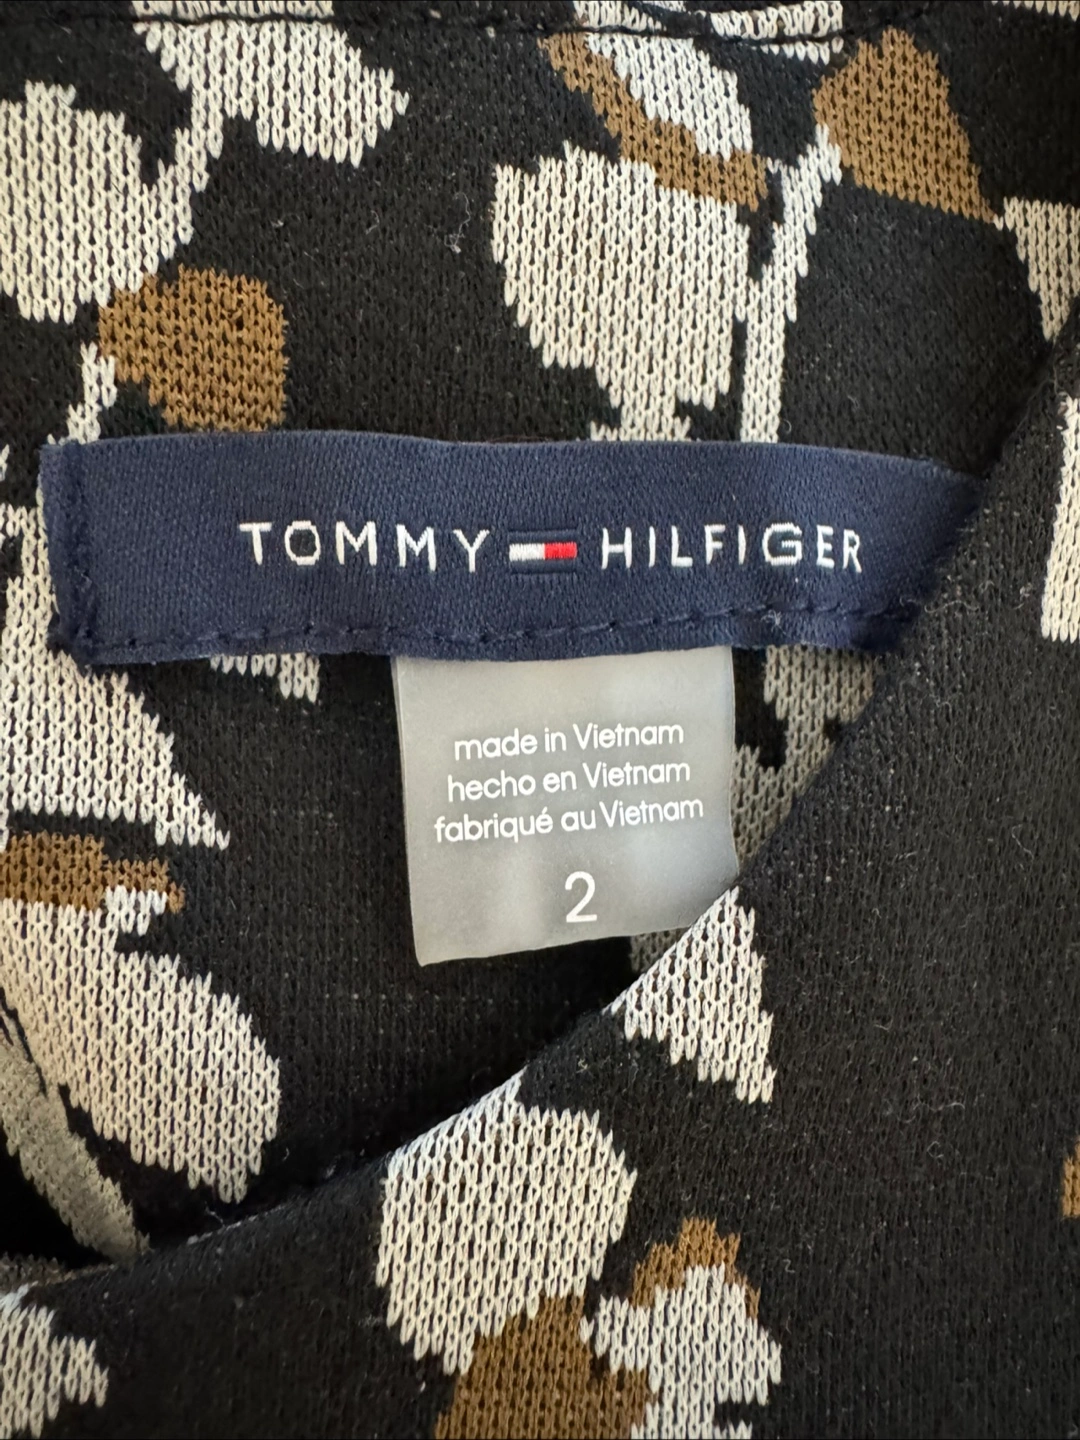 TOMMY HILFIGER
made in Vietnam
hecho en Vietnam
fabriqué au Vietnam
2